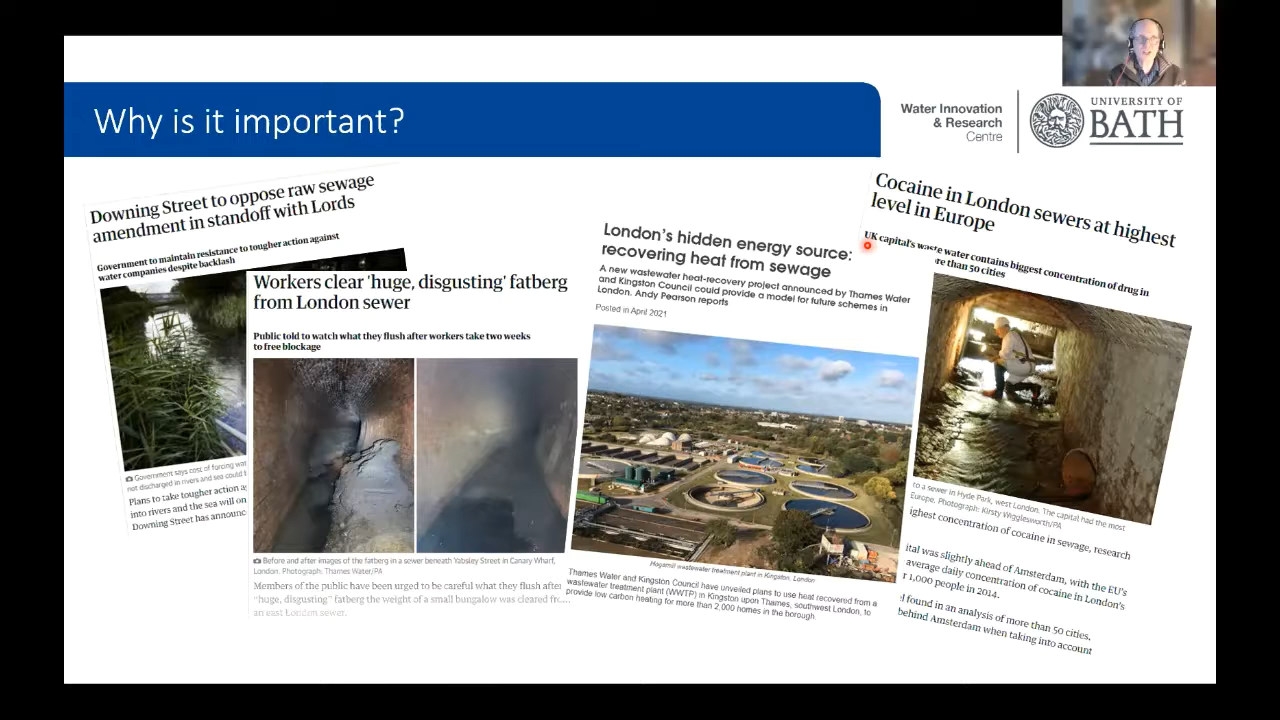 Why is it important?
Water Innovation
& Research
Centre
UNIVERSITY OF
BATH
Downing Street to oppose raw sewage
amendment in standoff with Lords
Government to maintain resistance to tougher action against
water companies despite backlash
Government says cost of forcing
not discharged in rivers and sea could
Plans to take tougher action
into rivers and the sea will
Downing Street has
Workers clear 'huge, disgusting' fatberg
from London sewer
Public told to watch what they flush after workers take two weeks
to free blockage
Before and after images of the fatberg in a sewer beneath Yabsley Street in Canary Wharf,
London. Photograph: Thames Water/PA
Members of the public have been urged to be careful what they flush after
"huge, disgusting" fatberg the weight of a small bungalow was cleared
an east London sewer.
London's hidden energy source:
recovering heat from sewage
A new wastewater heat-recovery project announced by Thames Water
and Kingston Council could provide a model for future schemes in
London. Andy Pearson reports
Posted in April 2021
Hogsmill wastewater treatment plant in Kingston, London
Thames Water and Kingston Council have unveiled plans to use heat recovered from a
wastewater treatment plant (WWTP) in Kingston upon Thames, southwest London, to
provide low carbon heating for more than 2,000 homes in the borough.
Cocaine in London sewers at highest
level in Europe
UK capital's waste water contains biggest concentration of drug in
more than 50 cities
to a sewer in Hyde Park, west London. The capital had the most
Europe. Photograph: Kirsty Wigglesworth/PA
highest concentration of cocaine in sewage, research
ital was slightly ahead of Amsterdam, with the EU's
average daily concentration of cocaine in London's
r 1,000 people in 2014.
found in an analysis of more than 50 cities,
behind Amsterdam when taking into account